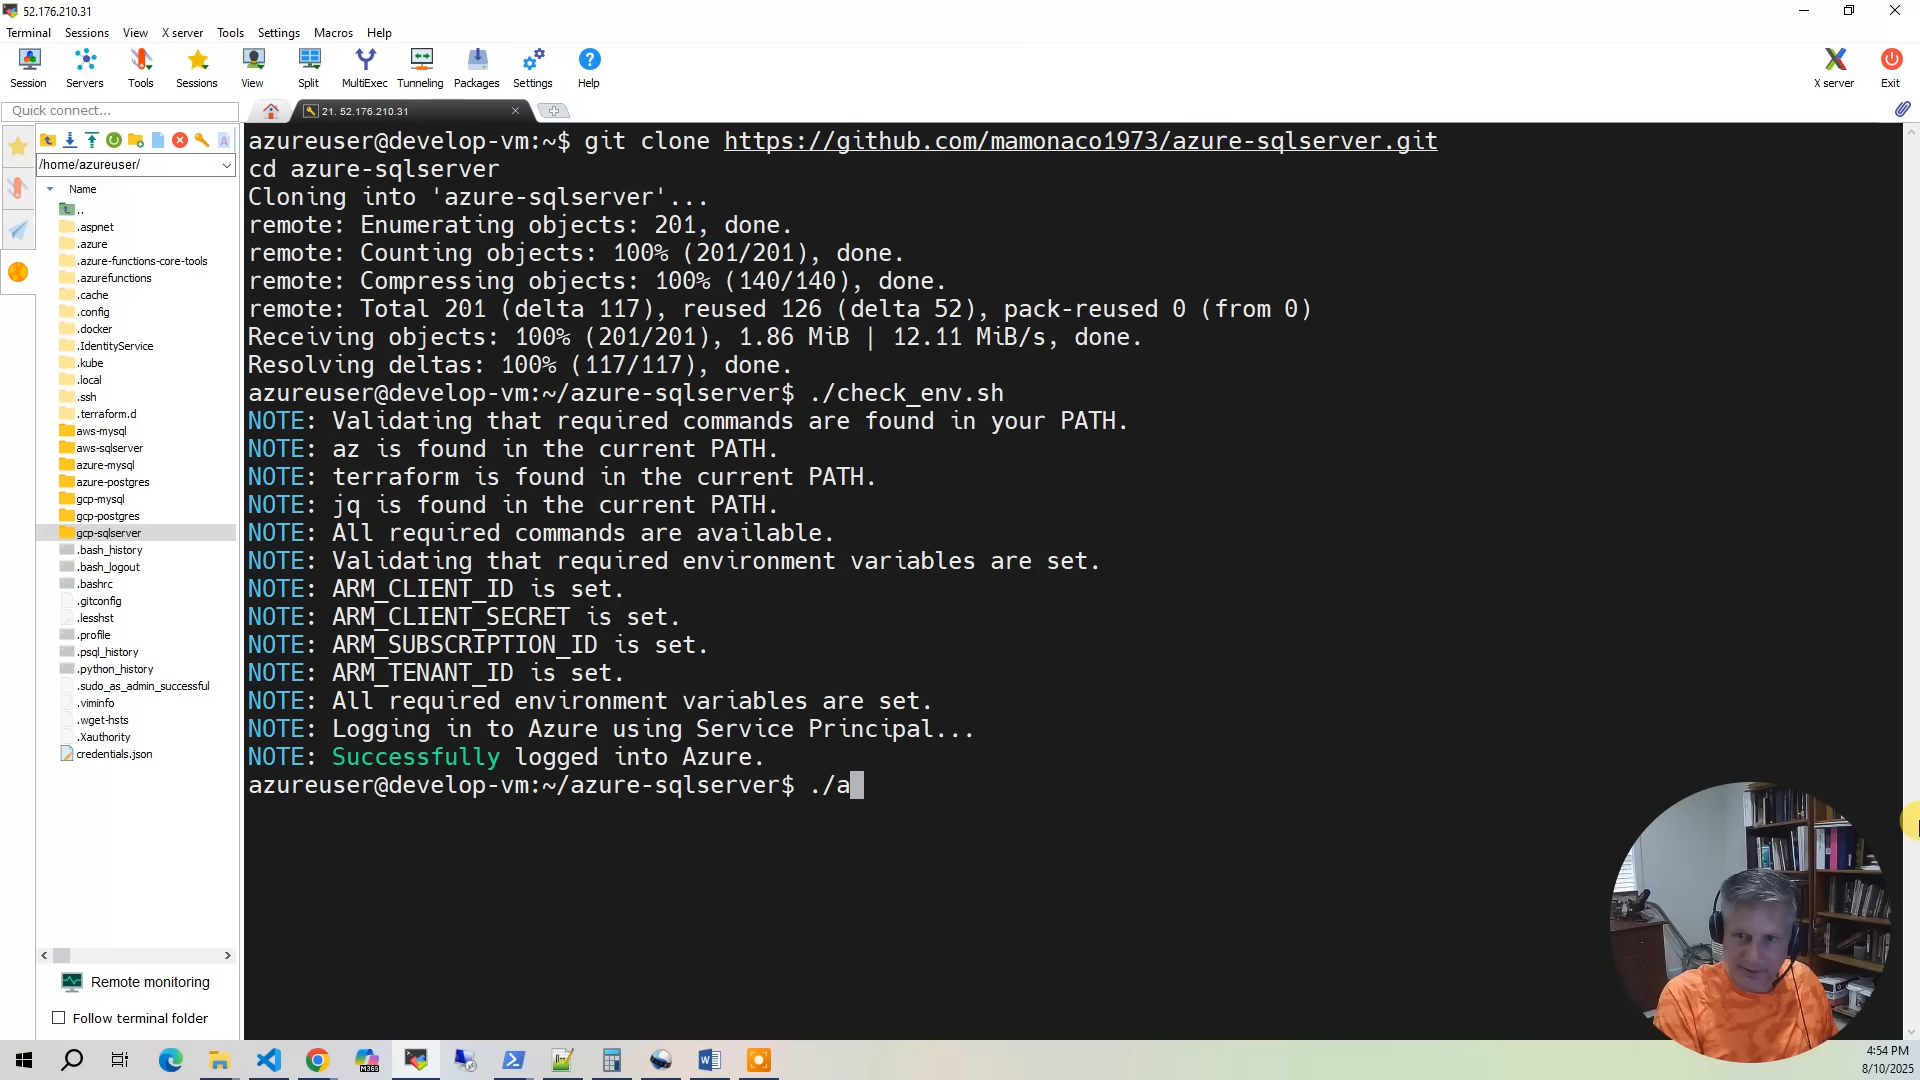 52.176.210.31
Terminal Sessions View X server Tools Settings Macros Help
Session Servers Tools Sessions View Split MultiExec Tunneling Packages Settings Help X server Exit
Quick connect...
21. 52.176.210.31
/home/azureuser/
Name
..
.aspnet
.azure
.azure-functions-core-tools
.azurefunctions
.cache
.config
.docker
.IdentityService
.kube
.local
.ssh
.terraform.d
aws-mysql
aws-sqlserver
azure-mysql
azure-postgres
gcp-mysql
gcp-postgres
gcp-sqlserver
.bash_history
.bash_logout
.bashrc
.gitconfig
.lesshst
.profile
.psql_history
.python_history
.sudo_as_admin_successful
.viminfo
.wget-hsts
.Xauthority
credentials.json
Remote monitoring
Follow terminal folder
azureuser@develop-vm:~$ git clone https://github.com/mamonaco1973/azure-sqlserver.git
cd azure-sqlserver
Cloning into 'azure-sqlserver'...
remote: Enumerating objects: 201, done.
remote: Counting objects: 100% (201/201), done.
remote: Compressing objects: 100% (140/140), done.
remote: Total 201 (delta 117), reused 126 (delta 52), pack-reused 0 (from 0)
Receiving objects: 100% (201/201), 1.86 MiB | 12.11 MiB/s, done.
Resolving deltas: 100% (117/117), done.
azureuser@develop-vm:~/azure-sqlserver$ ./check_env.sh
NOTE: Validating that required commands are found in your PATH.
NOTE: az is found in the current PATH.
NOTE: terraform is found in the current PATH.
NOTE: jq is found in the current PATH.
NOTE: All required commands are available.
NOTE: Validating that required environment variables are set.
NOTE: ARM_CLIENT_ID is set.
NOTE: ARM_CLIENT_SECRET is set.
NOTE: ARM_SUBSCRIPTION_ID is set.
NOTE: ARM_TENANT_ID is set.
NOTE: All required environment variables are set.
NOTE: Logging in to Azure using Service Principal...
NOTE: Successfully logged into Azure.
azureuser@develop-vm:~/azure-sqlserver$ ./a
M365
4:54 PM
8/10/2025